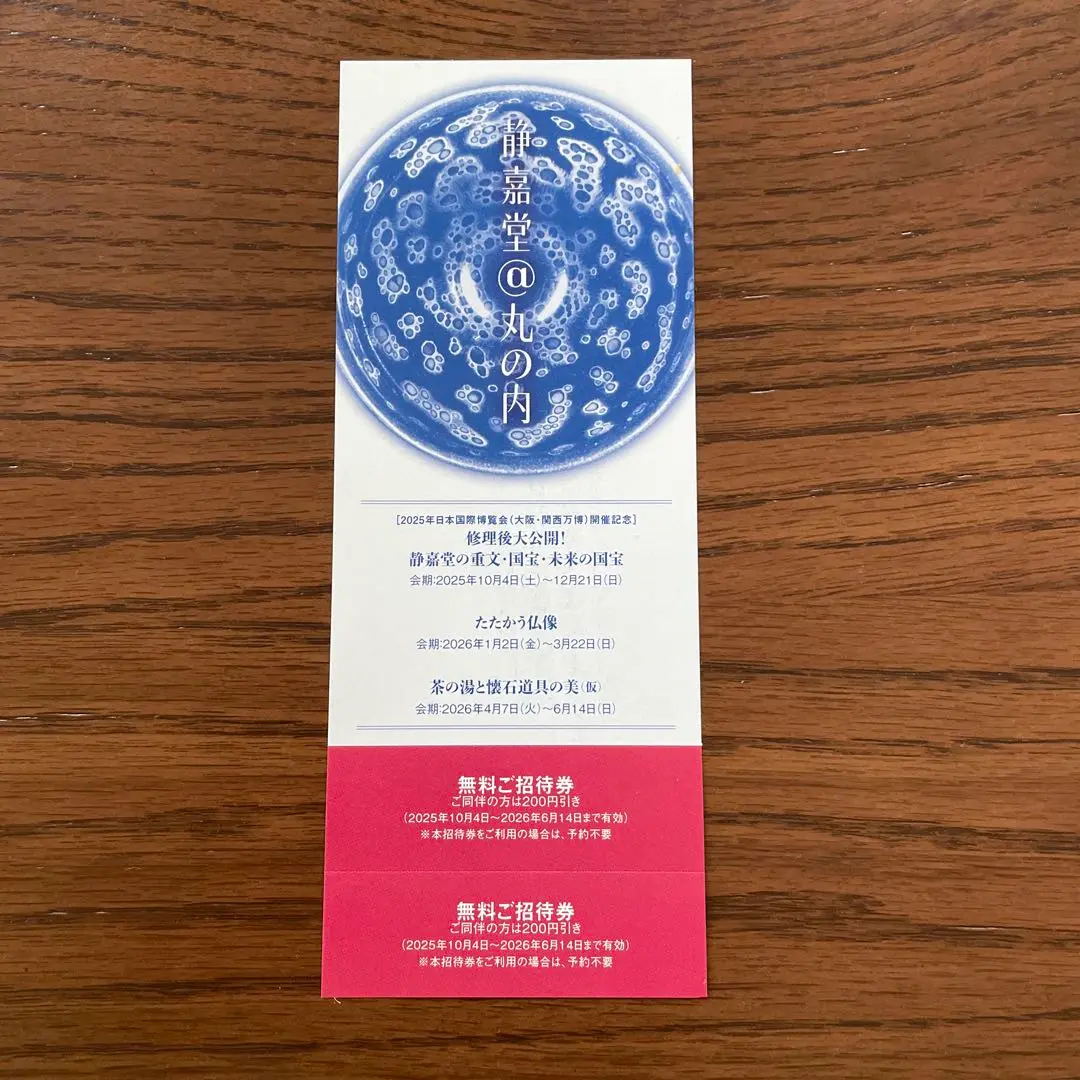 静嘉堂@丸の内
[2025年日本国際博覧会(大阪・関西万博)開催記念]
修理後大公開!
静嘉堂の重文・国宝・未来の国宝
会期:2025年10月4日(土)〜12月21日(日)
たたかう仏像
会期:2026年1月2日(金)〜3月22日(日)
茶の湯と懐石道具の美(仮)
会期:2026年4月7日(火)〜6月14日(日)
無料ご招待券
ご同伴の方は200円引き
(2025年10月4日〜2026年6月14日まで有効)
※本招待券をご利用の場合は、予約不要
無料ご招待券
ご同伴の方は200円引き
(2025年10月4日〜2026年6月14日まで有効)
※本招待券をご利用の場合は、予約不要